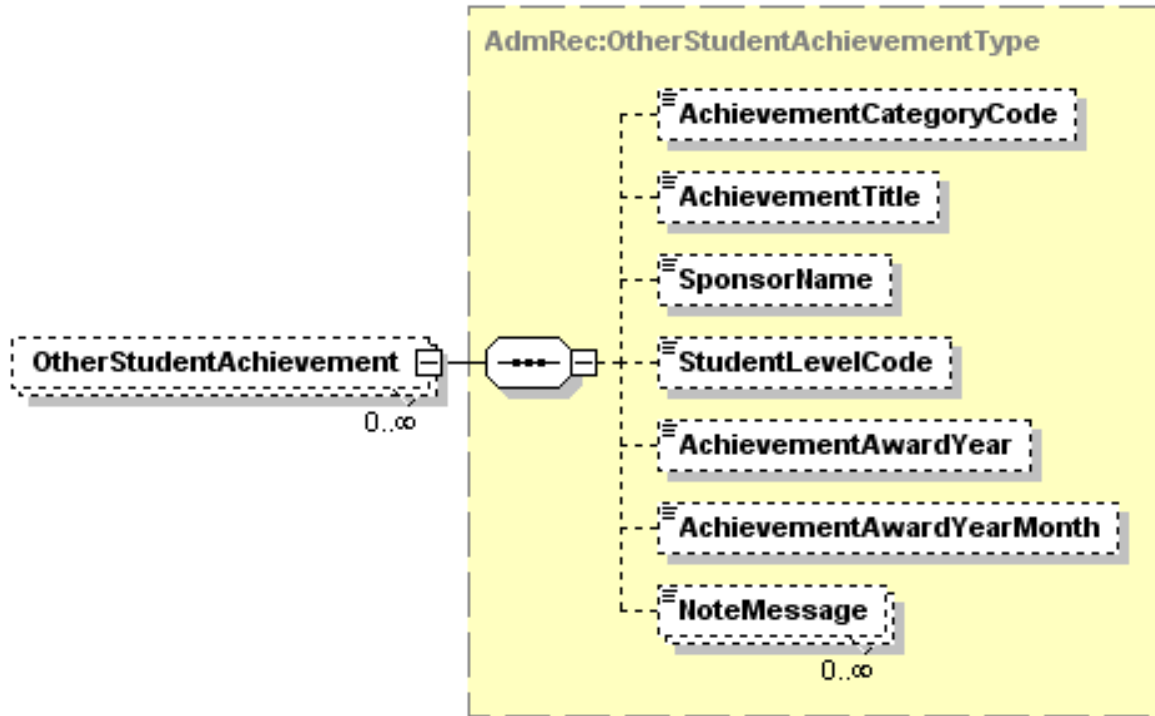 AdmRec:OtherStudentAchievementType
AchievementCategoryCode
AchievementTitle
SponsorName
OtherStudentAchievement
0..∞
StudentLevelCode
AchievementAwardYear
AchievementAwardYearMonth
NoteMessage
0..∞